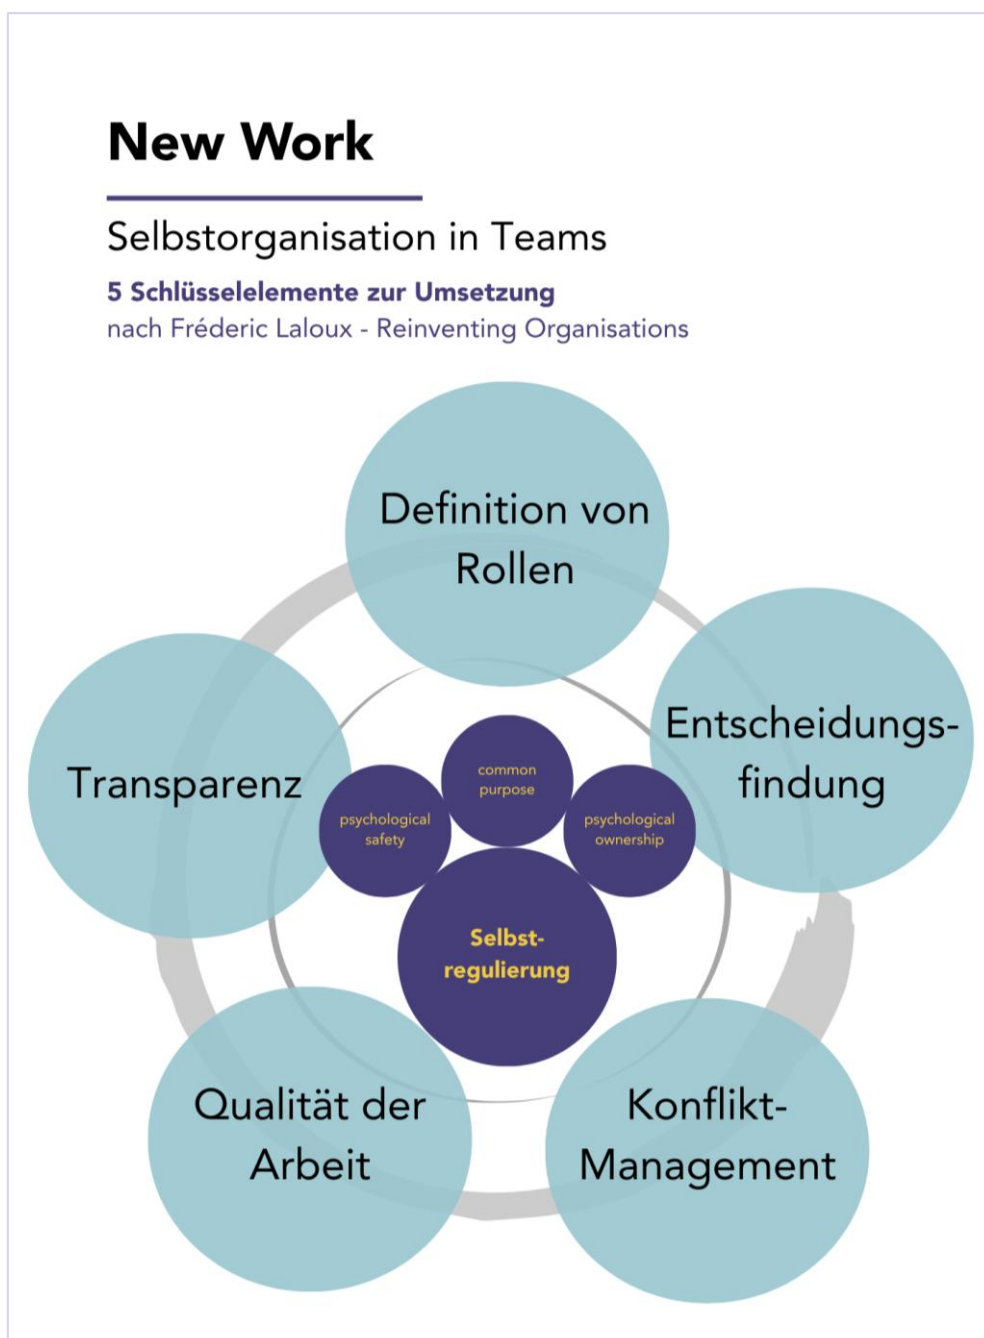 New Work
Selbstorganisation in Teams
5 Schlüsselelemente zur Umsetzung
nach Fréderic Laloux - Reinventing Organisations
Definition von
Rollen
Entscheidungs-
findung
Transparenz
common
purpose
psychological
safety
psychological
ownership
Selbst-
regulierung
Qualität der
Arbeit
Konflikt-
Management